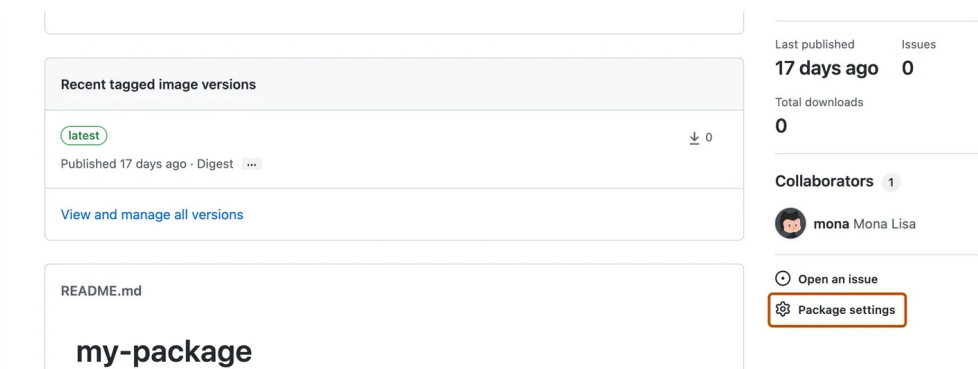 Recent tagged image versions
latest
0
Published 17 days ago · Digest ...
View and manage all versions
README.md
my-package
Last published Issues
17 days ago 0
Total downloads
0
Collaborators 1
mona Mona Lisa
Open an issue
Package settings